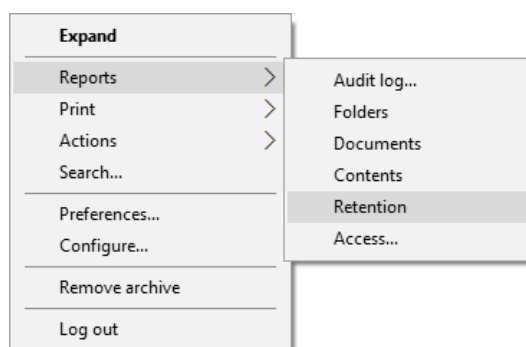 Expand
Reports
Print
Actions
Search...
Preferences...
Configure...
Remove archive
Log out
Audit log...
Folders
Documents
Contents
Retention
Access...